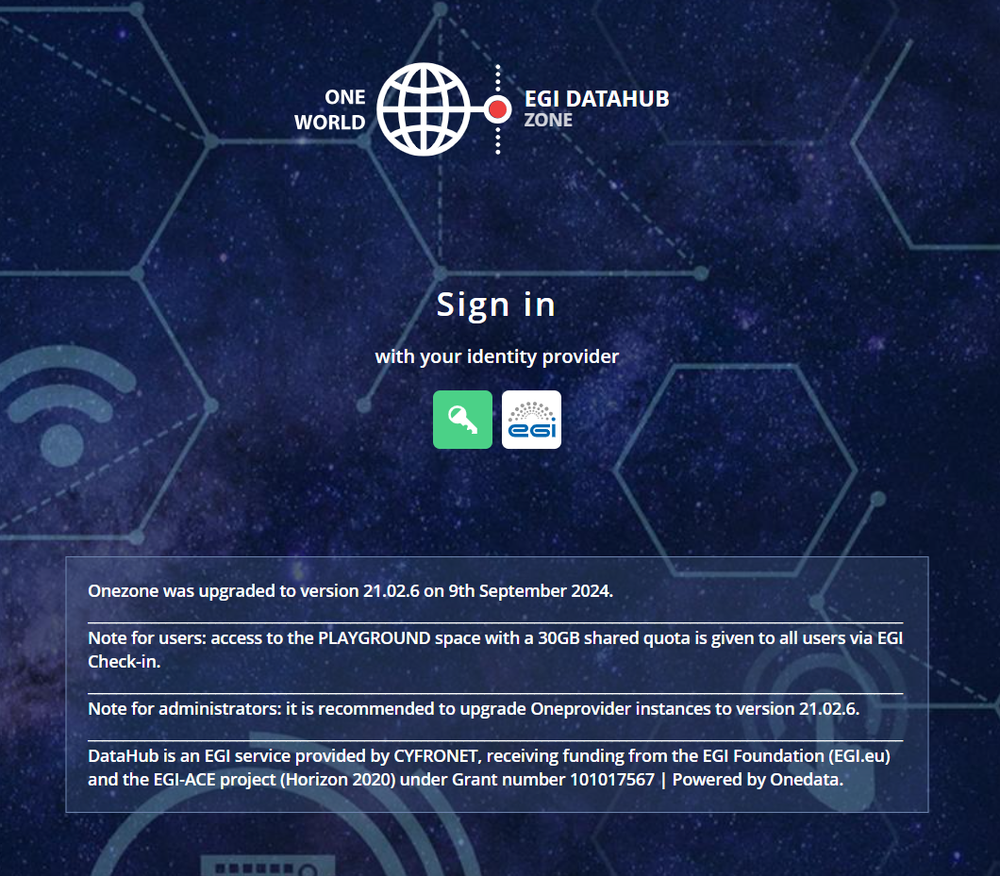 ONE
WORLD
EGI DATAHUB
ZONE
Sign in
with your identity provider
egi
Onezone was upgraded to version 21.02.6 on 9th September 2024.
Note for users: access to the PLAYGROUND space with a 30GB shared quota is given to all users via EGI
Check-in.
Note for administrators: it is recommended to upgrade Oneprovider instances to version 21.02.6.
DataHub is an EGI service provided by CYFRONET, receiving funding from the EGI Foundation (EGI.eu)
and the EGI-ACE project (Horizon 2020) under Grant number 101017567 | Powered by Onedata.